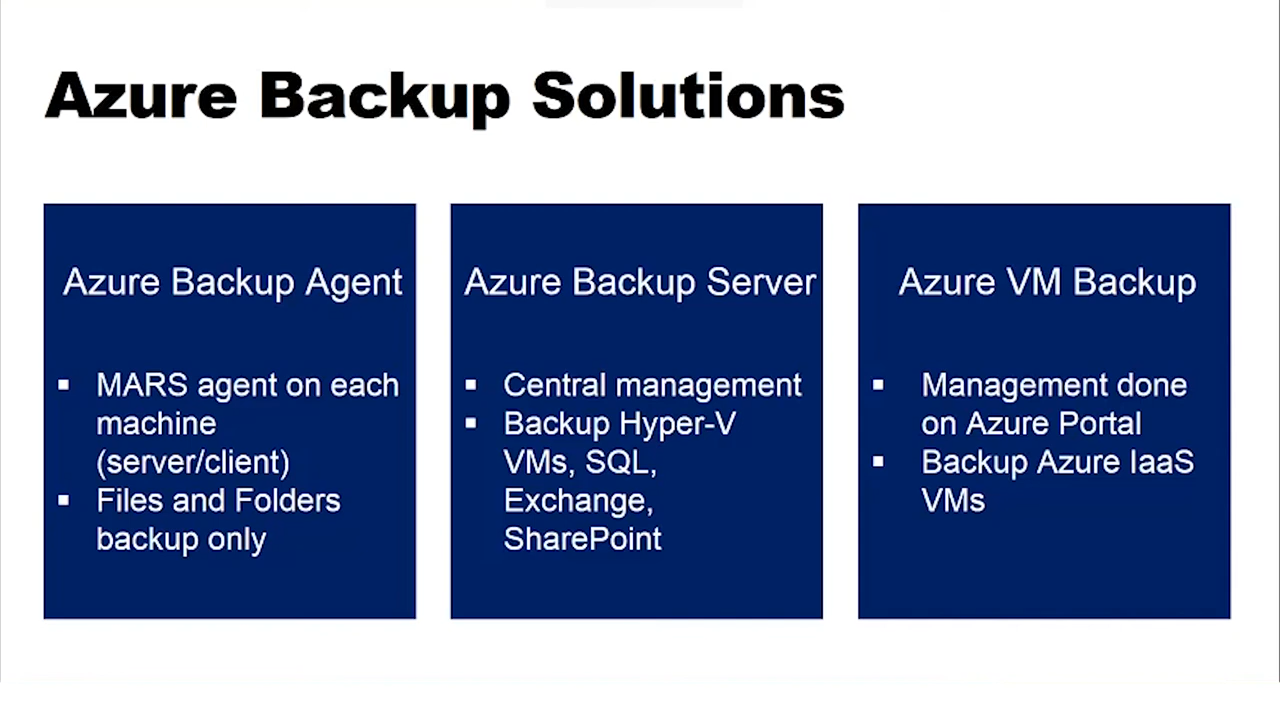 Azure Backup Solutions
Azure Backup Agent
▪ MARS agent on each
machine
(server/client)
▪ Files and Folders
backup only
Azure Backup Server
▪ Central management
▪ Backup Hyper-V
VMs, SQL,
Exchange,
SharePoint
Azure VM Backup
▪ Management done
on Azure Portal
▪ Backup Azure IaaS
VMs